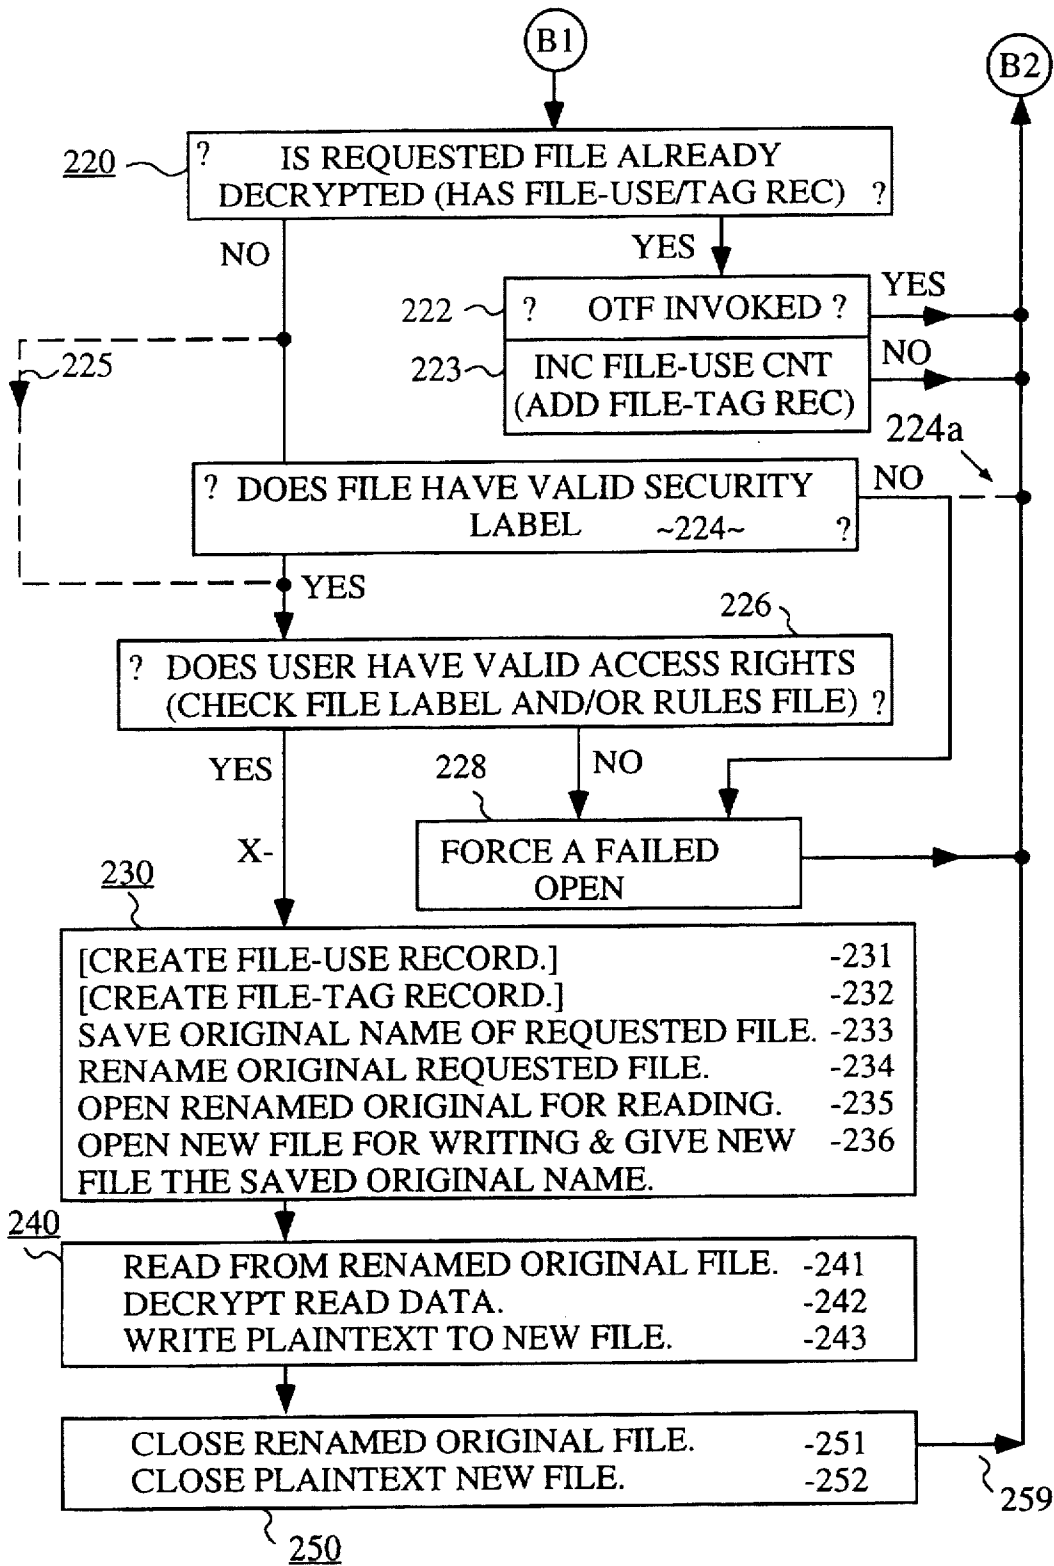 B1
B2
220
? IS REQUESTED FILE ALREADY
DECRYPTED (HAS FILE-USE/TAG REC) ?
NO
YES
222
? OTF INVOKED ?
YES
223
INC FILE-USE CNT
(ADD FILE-TAG REC)
NO
225
224a
? DOES FILE HAVE VALID SECURITY
LABEL ~224~ ?
NO
YES
226
? DOES USER HAVE VALID ACCESS RIGHTS
(CHECK FILE LABEL AND/OR RULES FILE) ?
YES
NO
228
X-
FORCE A FAILED
OPEN
230
[CREATE FILE-USE RECORD.] -231
[CREATE FILE-TAG RECORD.] -232
SAVE ORIGINAL NAME OF REQUESTED FILE. -233
RENAME ORIGINAL REQUESTED FILE. -234
OPEN RENAMED ORIGINAL FOR READING. -235
OPEN NEW FILE FOR WRITING & GIVE NEW -236
FILE THE SAVED ORIGINAL NAME.
240
READ FROM RENAMED ORIGINAL FILE. -241
DECRYPT READ DATA. -242
WRITE PLAINTEXT TO NEW FILE. -243
CLOSE RENAMED ORIGINAL FILE. -251
CLOSE PLAINTEXT NEW FILE. -252
259
250